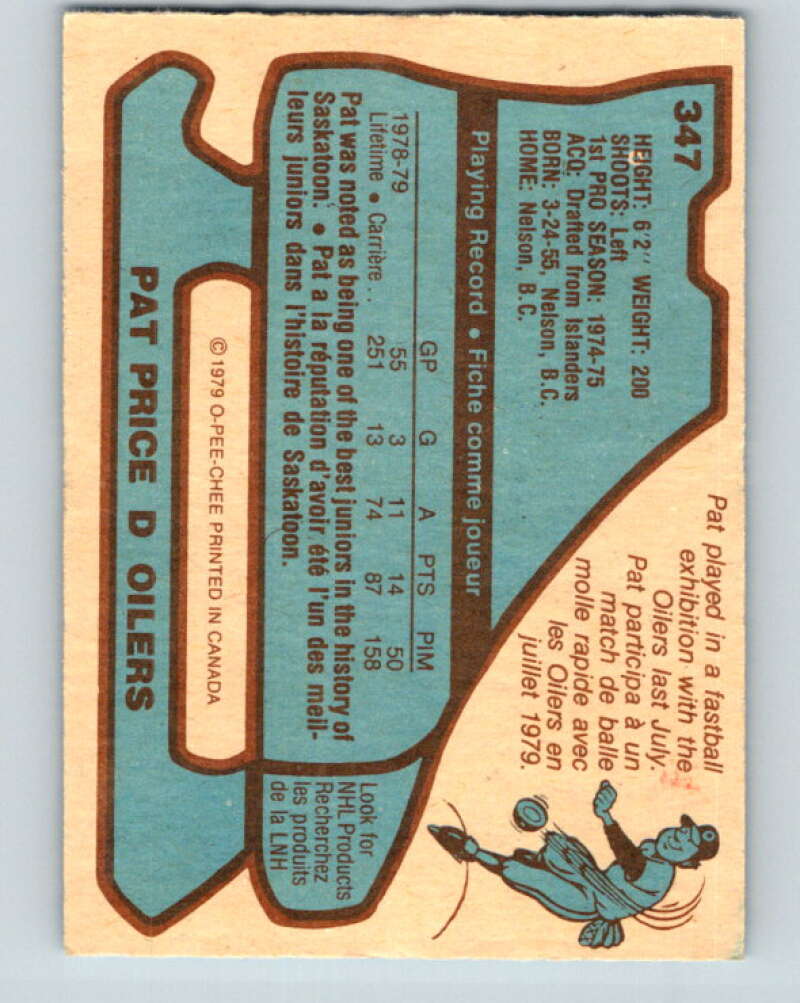 347
HEIGHT: 6'2" WEIGHT: 200
SHOOTS: Left
1st PRO SEASON: 1974-75
ACQ: Drafted from Islanders
BORN: 3-24-55, Nelson, B.C.
HOME: Nelson, B.C.
Pat played in a fastball
exhibition with the
Oilers last July.
Pat participa à un
match de balle
molle rapide avec
les Oilers en
juillet 1979.
Playing Record • Fiche comme joueur
GP G A PTS PIM
1978-79 55 3 11 14 50
Lifetime • Carrière . . 251 13 74 87 158
Pat was noted as being one of the best juniors in the history of
Saskatoon. • Pat a la réputation d'avoir été l'un des meil-
leurs juniors dans l'histoire de Saskatoon.
Look for
NHL Products
Recherchez
les produits
de la LNH
© 1979 O-PEE-CHEE PRINTED IN CANADA
PAT PRICE D OILERS